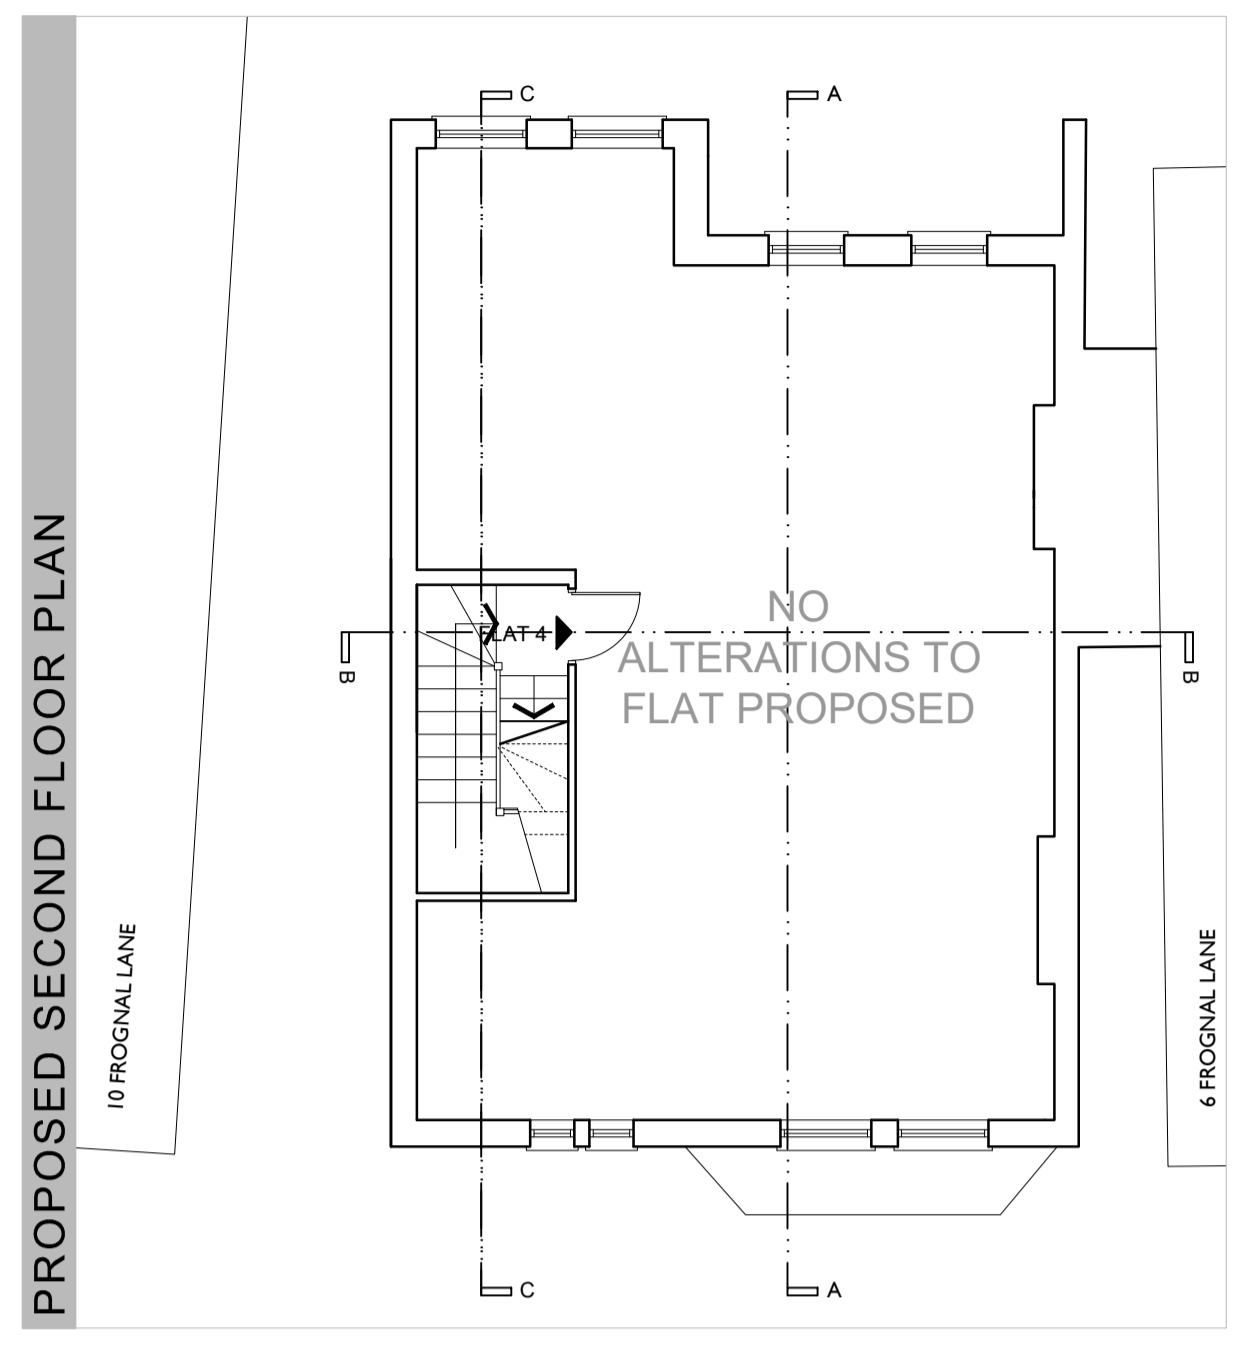 PROPOSED SECOND FLOOR PLAN
C
A
FLAT 4
NO
ALTERATIONS TO
FLAT PROPOSED
B
B
10 FROGNAL LANE
6 FROGNAL LANE
C
A